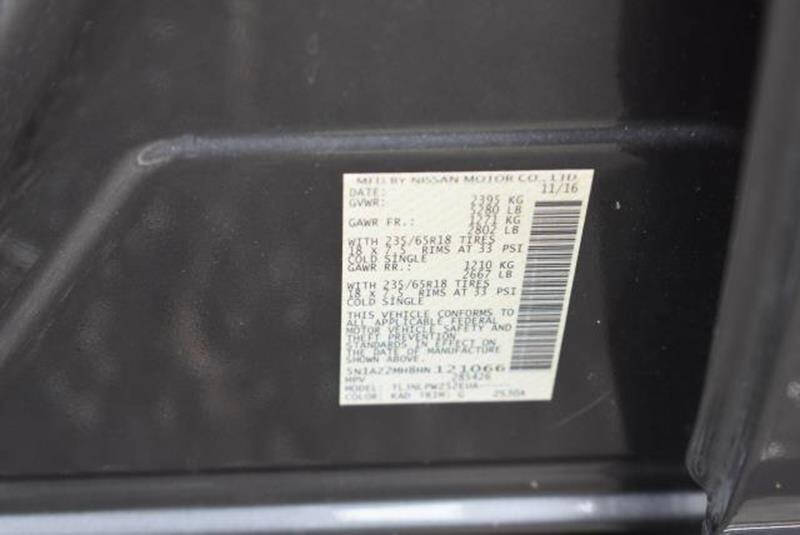 MFD.BY NISSAN MOTOR CO., LTD.
DATE: 11/16
GVWR: 2395 KG
5280 LB
GAWR FR.: 1271 KG
2802 LB
WITH 235/65R18 TIRES
18 X 7.5 RIMS AT 33 PSI
COLD SINGLE
GAWR RR.: 1210 KG
2667 LB
WITH 235/65R18 TIRES
18 X 7.5 RIMS AT 33 PSI
COLD SINGLE
THIS VEHICLE CONFORMS TO
ALL APPLICABLE FEDERAL
MOTOR VEHICLE SAFETY AND
THEFT PREVENTION
STANDARDS IN EFFECT ON
THE DATE OF MANUFACTURE
SHOWN ABOVE.
5N1AZ2MH8HN121066
MPV 285426
MODEL:
COLOR: KAD TRIM: G 2530A